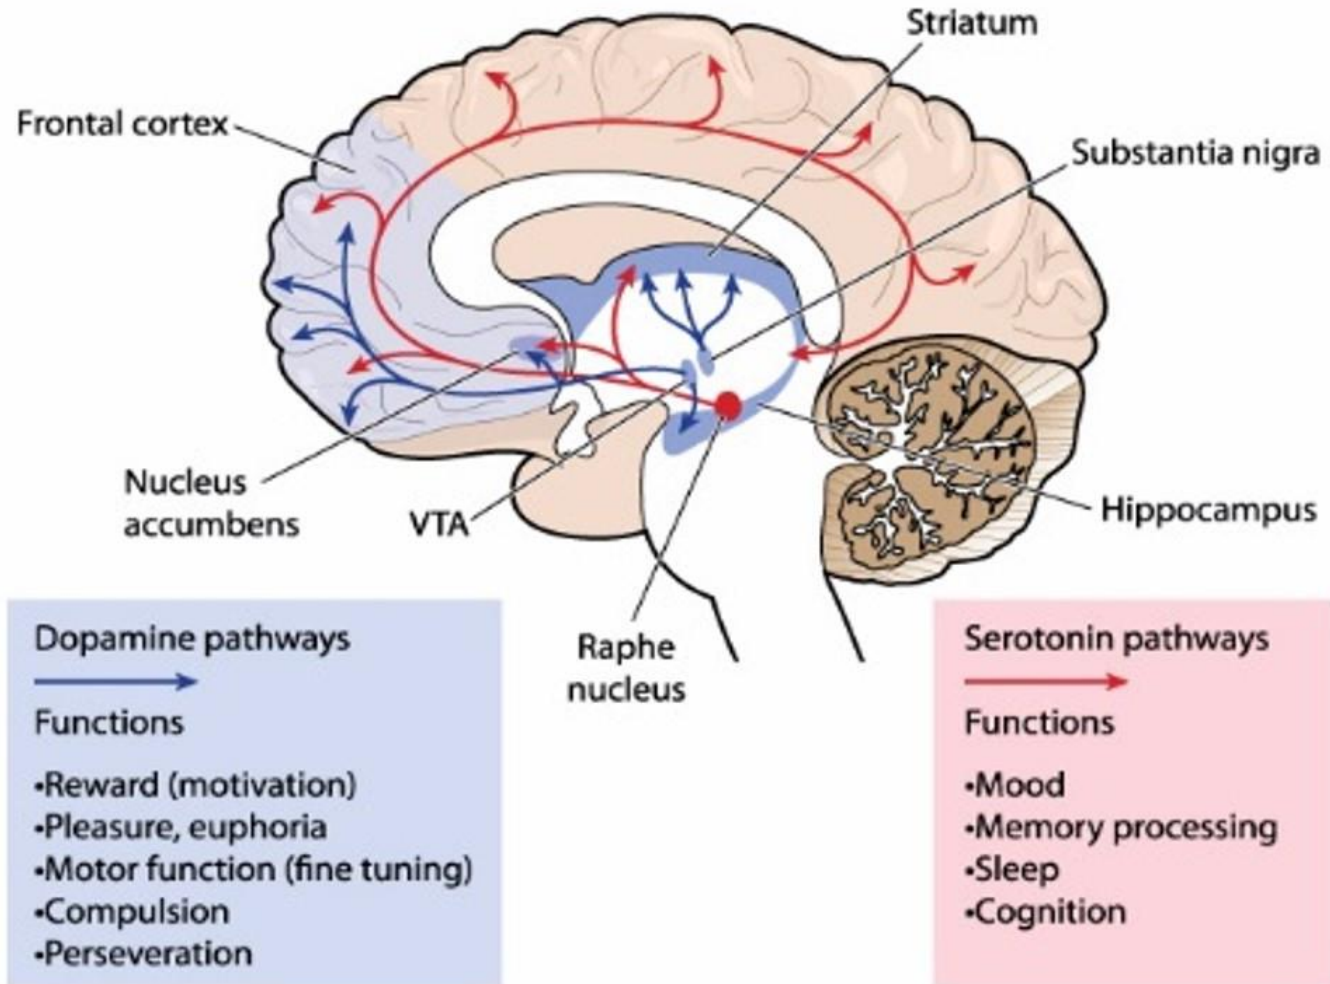 Striatum
Frontal cortex
Substantia nigra
Nucleus
accumbens
VTA
Hippocampus
Raphe
nucleus
Dopamine pathways
Functions
•Reward (motivation)
•Pleasure, euphoria
•Motor function (fine tuning)
•Compulsion
•Perseveration
Serotonin pathways
Functions
•Mood
•Memory processing
•Sleep
•Cognition